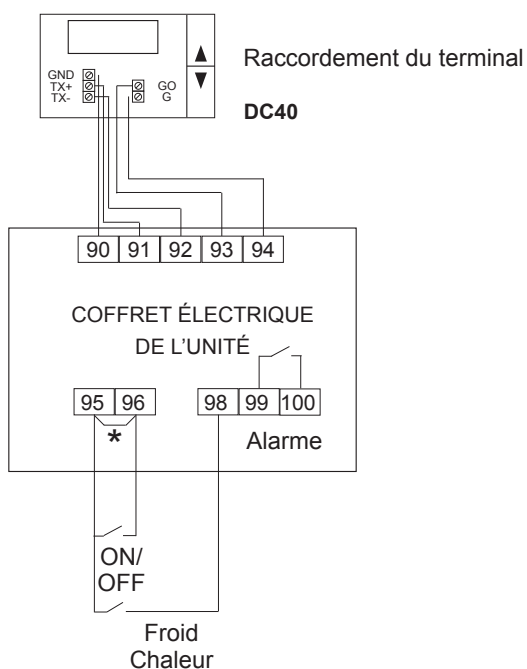 Raccordement du terminal
DC40
GND
TX+
TX-
GO
G
90 91 92 93 94
COFFRET ÉLECTRIQUE
DE L'UNITÉ
95 96 98 99 100
*
Alarme
ON/
OFF
Froid
Chaleur